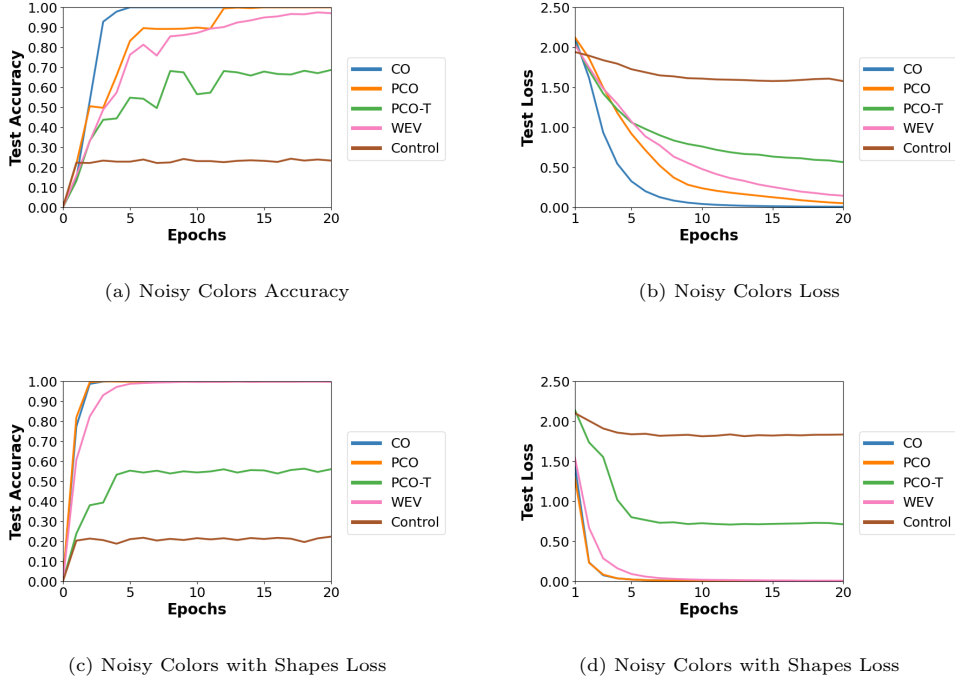 1.00
0.90
0.80
0.70
0.60
0.50
0.40
0.30
0.20
0.10
0.00
Test Accuracy
0
5
10
15
20
Epochs
CO
PCO
PCO-T
WEV
Control
(a) Noisy Colors Accuracy
2.50
2.00
1.50
1.00
0.50
0.00
Test Loss
1
5
10
15
20
Epochs
CO
PCO
PCO-T
WEV
Control
(b) Noisy Colors Loss
1.00
0.90
0.80
0.70
0.60
0.50
0.40
0.30
0.20
0.10
0.00
Test Accuracy
0
5
10
15
20
Epochs
CO
PCO
PCO-T
WEV
Control
(c) Noisy Colors with Shapes Loss
2.50
2.00
1.50
1.00
0.50
0.00
Test Loss
1
5
10
15
20
Epochs
CO
PCO
PCO-T
WEV
Control
(d) Noisy Colors with Shapes Loss